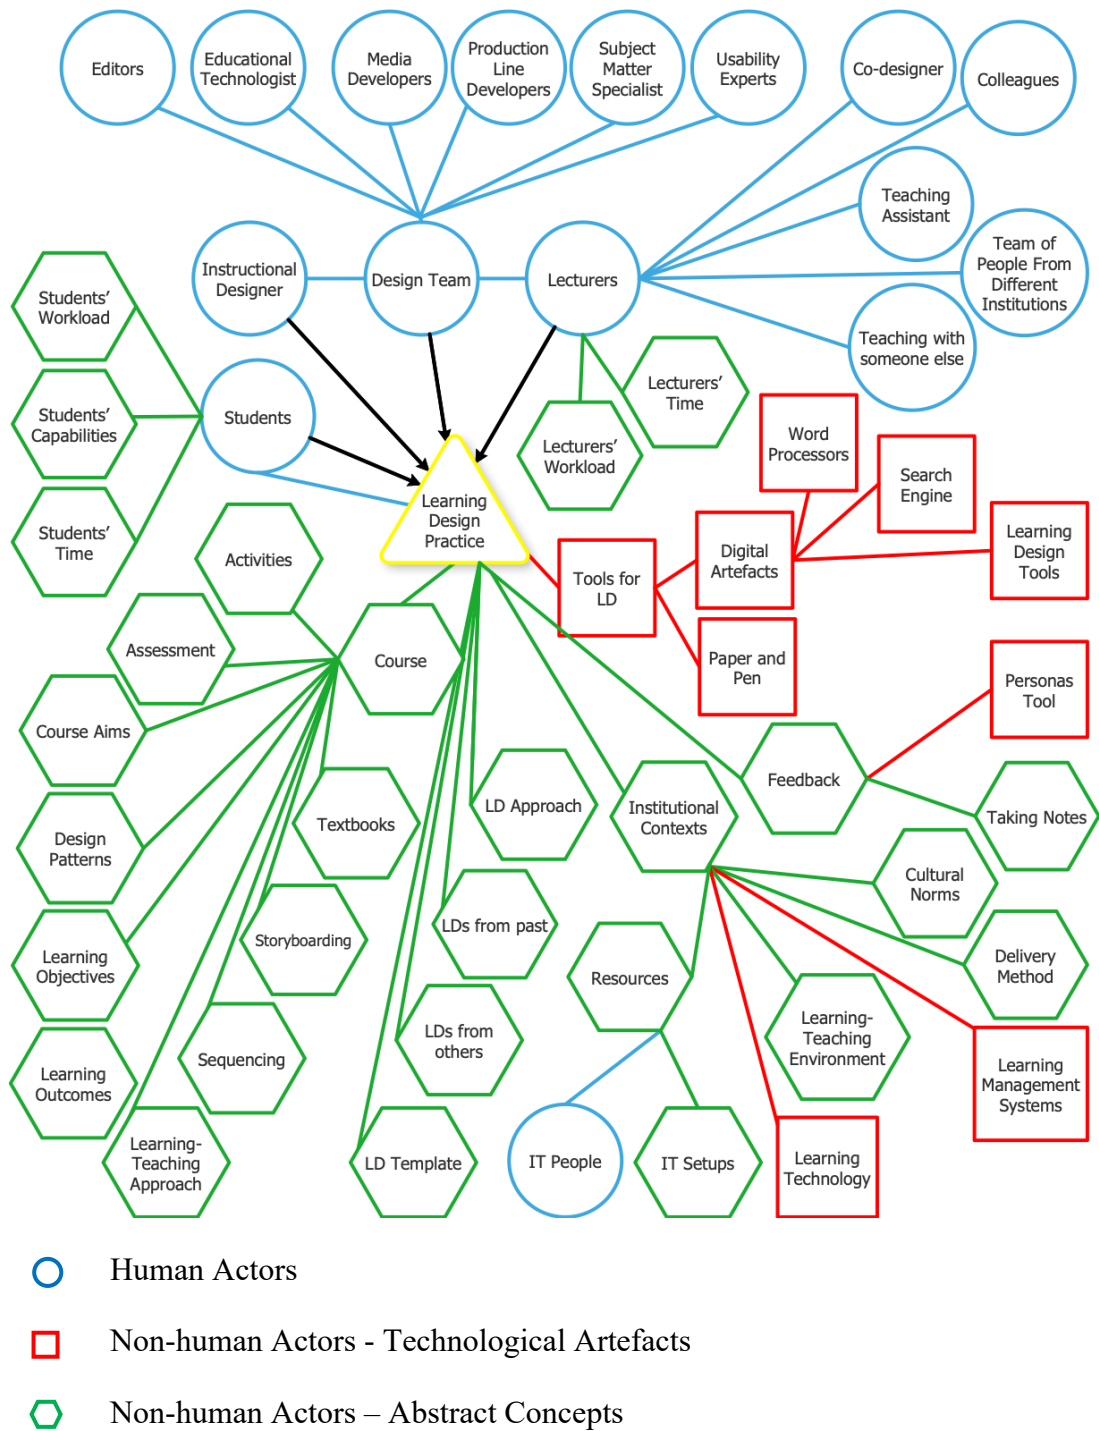 Editors
Educational
Technologist
Media
Developers
Production
Line
Developers
Subject
Matter
Specialist
Usability
Experts
Co-designer
Colleagues
Teaching
Assistant
Team of
People From
Different
Institutions
Teaching with
someone else
Instructional
Designer
Design Team
Lecturers
Students'
Workload
Students'
Capabilities
Students'
Time
Students
Lecturers'
Time
Lecturers'
Workload
Word
Processors
Search
Engine
Learning
Design
Tools
Digital
Artefacts
Tools for
LD
Paper and
Pen
Personas
Tool
Learning
Design
Practice
Activities
Assessment
Course
Course Aims
Design
Patterns
Learning
Objectives
Learning
Outcomes
Learning-
Teaching
Approach
Sequencing
Storyboarding
Textbooks
LD Approach
LDs from past
LDs from
others
LD Template
Institutional
Contexts
Feedback
Taking Notes
Cultural
Norms
Delivery
Method
Learning-
Teaching
Environment
Learning
Management
Systems
Resources
IT People
IT Setups
Learning
Technology
Human Actors
Non-human Actors - Technological Artefacts
Non-human Actors – Abstract Concepts